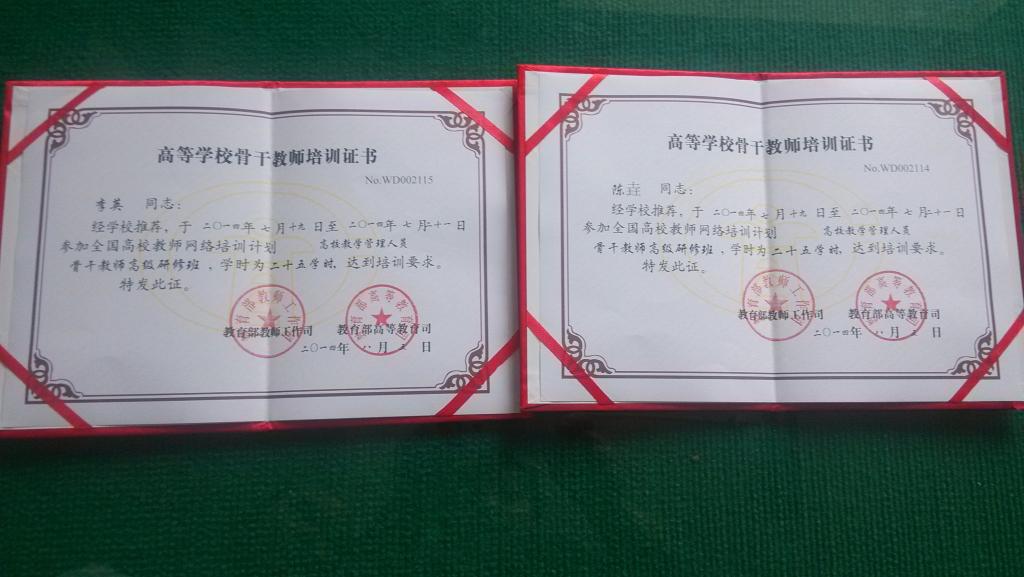 高等学校骨干教师培训证书
No.WD002115
李英 同志：
经学校推荐，于 二〇一四年 七 月 十九 日至 二〇一四年 七 月二十一日
参加全国高校教师网络培训计划 高校教学管理人员
骨干教师高级研修班 ，学时为 二十五学时，达到培训要求。
特发此证。
教育部教师工作司 教育部高等教育司
二〇一四年 八 月 五 日
高等学校骨干教师培训证书
No.WD002114
陈垚 同志：
经学校推荐，于 二〇一四年 七 月 十九 日至 二〇一四年 七 月二十一日
参加全国高校教师网络培训计划 高校教学管理人员
骨干教师高级研修班 ，学时为 二十五学时，达到培训要求。
特发此证。
教育部教师工作司 教育部高等教育司
二〇一四年 八 月 五 日